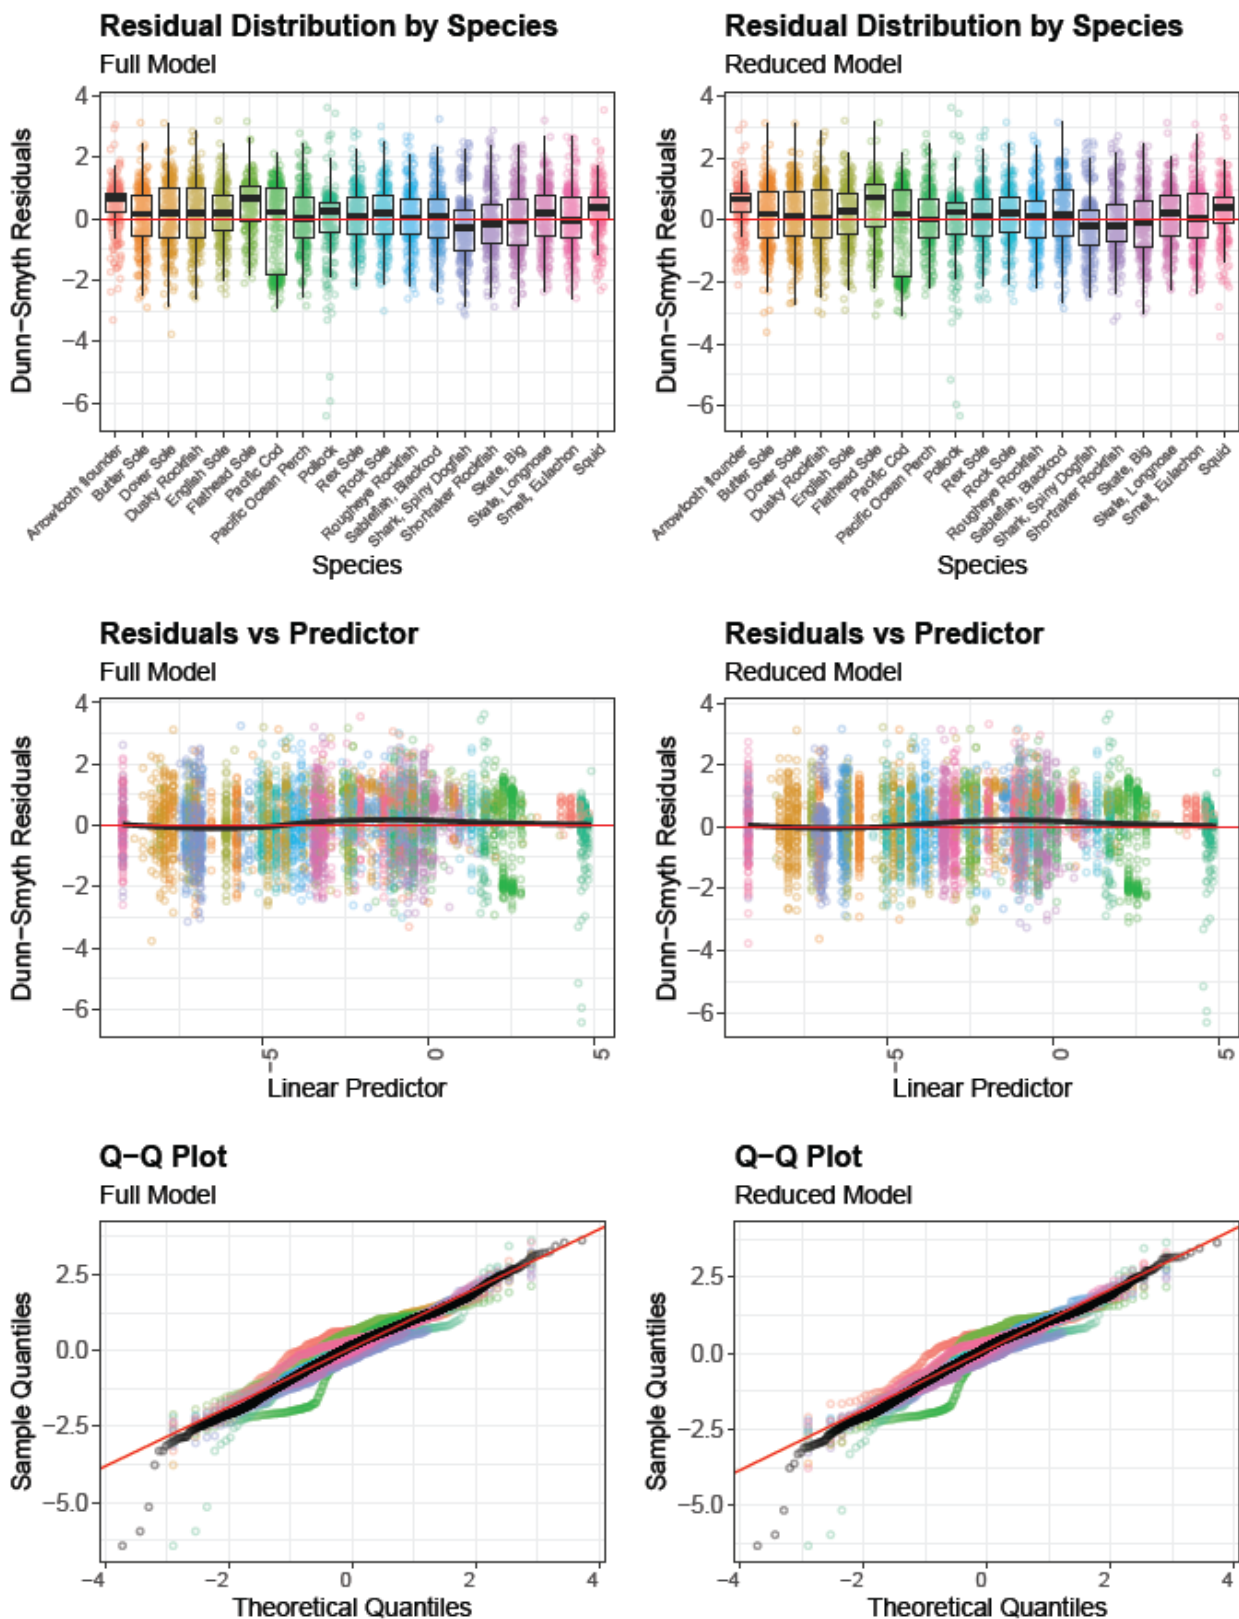 Residual Distribution by Species
Full Model
Dunn−Smyth Residuals
4
2
0
−2
−4
−6
Arrowtooth flounder
Butter Sole
Dover Sole
Dusky Rockfish
English Sole
Flathead Sole
Pacific Cod
Pacific Ocean Perch
Pollock
Rex Sole
Rock Sole
Rougheye Rockfish
Sablefish, Blackcod
Shark, Spiny Dogfish
Shortraker Rockfish
Skate, Big
Skate, Longnose
Smelt, Eulachon
Squid
Species
Residual Distribution by Species
Reduced Model
Dunn−Smyth Residuals
4
2
0
−2
−4
−6
Arrowtooth flounder
Butter Sole
Dover Sole
Dusky Rockfish
English Sole
Flathead Sole
Pacific Cod
Pacific Ocean Perch
Pollock
Rex Sole
Rock Sole
Rougheye Rockfish
Sablefish, Blackcod
Shark, Spiny Dogfish
Shortraker Rockfish
Skate, Big
Skate, Longnose
Smelt, Eulachon
Squid
Species
Residuals vs Predictor
Full Model
Dunn−Smyth Residuals
4
2
0
−2
−4
−6
−5
0
5
Linear Predictor
Residuals vs Predictor
Reduced Model
Dunn−Smyth Residuals
4
2
0
−2
−4
−6
−5
0
5
Linear Predictor
Q−Q Plot
Full Model
Sample Quantiles
2.5
0.0
−2.5
−5.0
−4
−2
0
2
4
Theoretical Quantiles
Q−Q Plot
Reduced Model
Sample Quantiles
2.5
0.0
−2.5
−5.0
−4
−2
0
2
4
Theoretical Quantiles